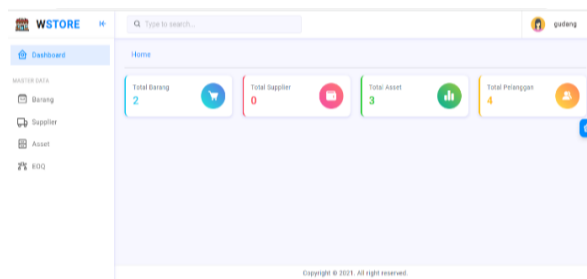 WSTORE
Type to search...
gudang
Dashboard
Home
MASTER DATA
Barang
Supplier
Asset
EOQ
Total Barang
2
Total Supplier
0
Total Asset
3
Total Pelanggan
4
Copyright © 2021. All right reserved.